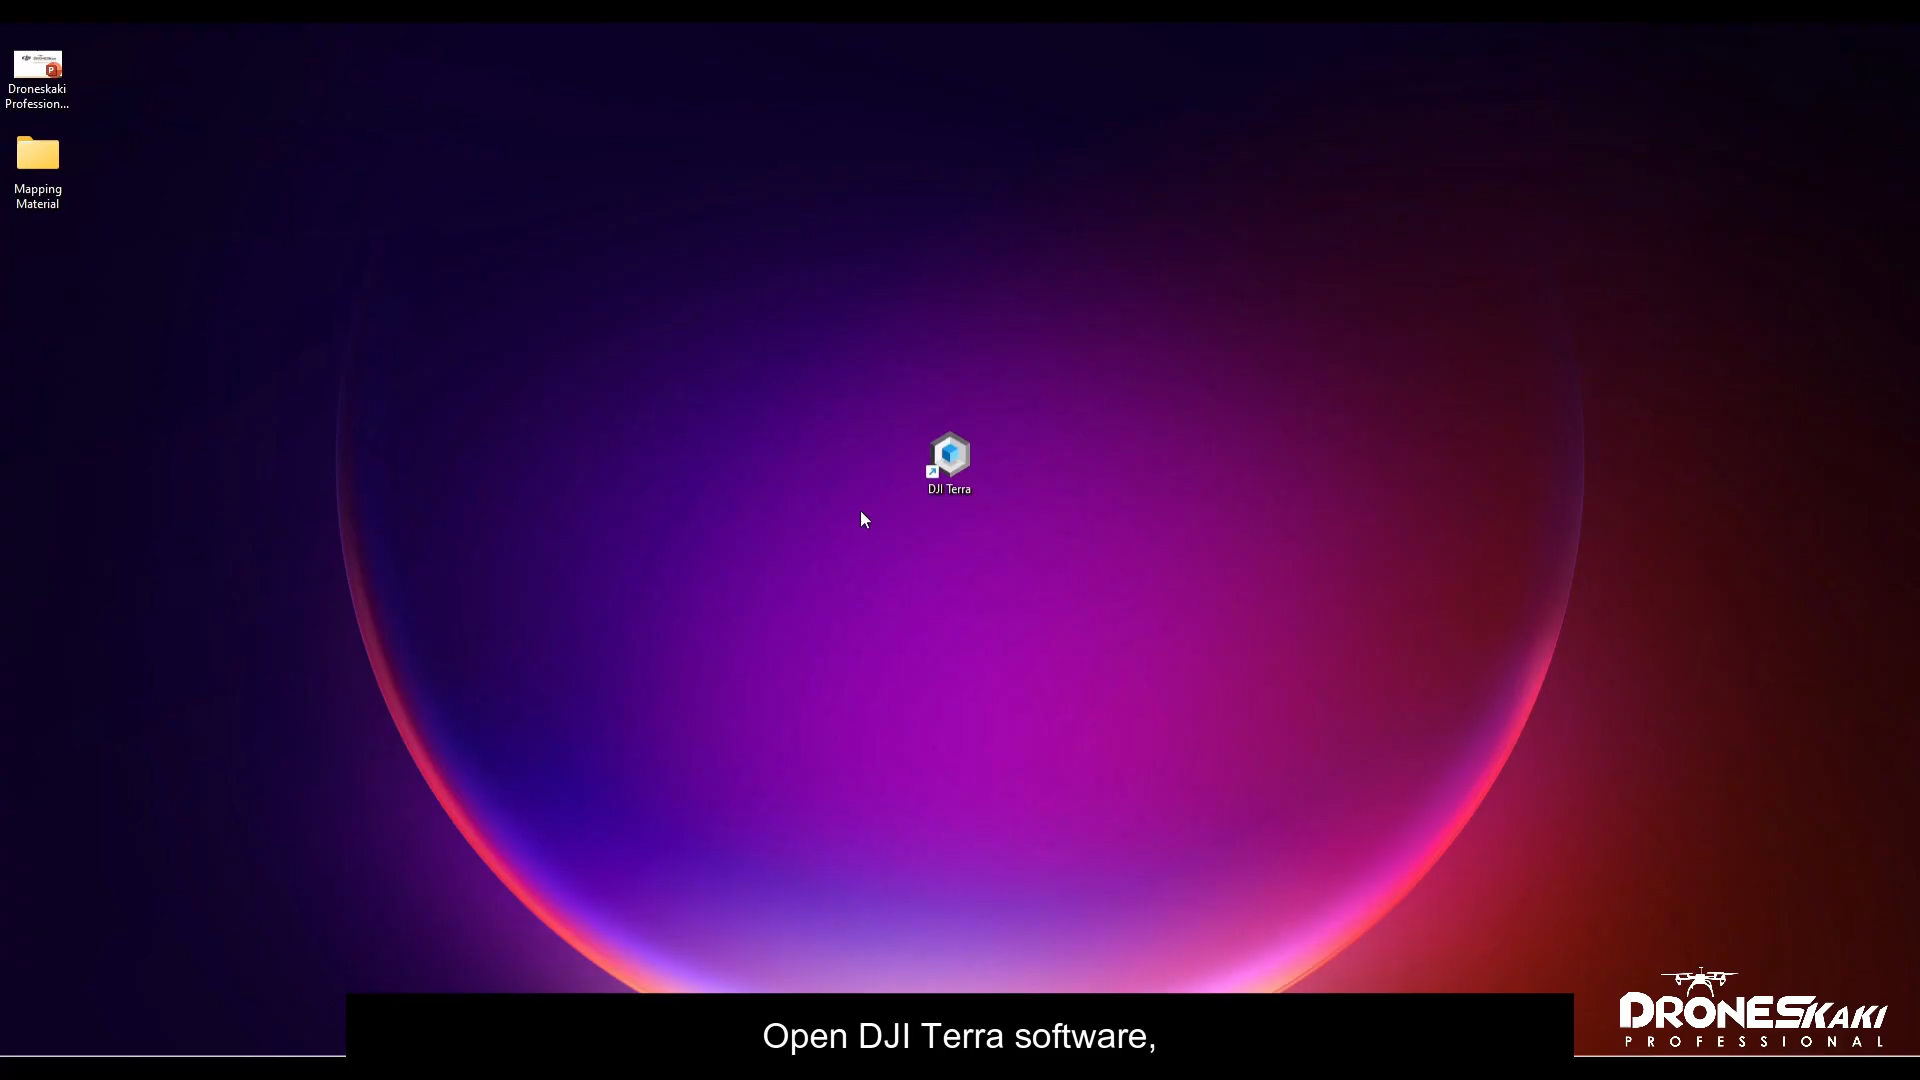 Droneskaki
Profession...
Mapping
Material
DJI Terra
Open DJI Terra software,
DRONESKAKI
PROFESSIONAL